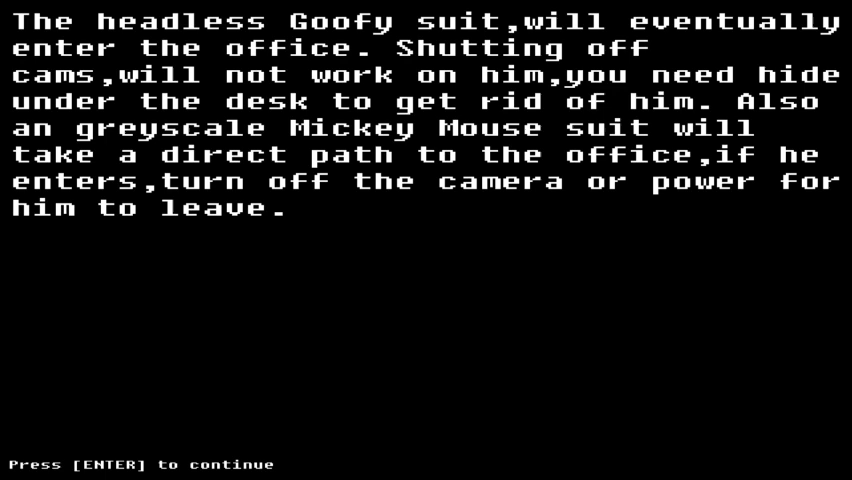 The headless Goofy suit,will eventually
enter the office. Shutting off
cams,will not work on him,you need hide
under the desk to get rid of him. Also
an greyscale Mickey Mouse suit will
take a direct path to the office,if he
enters,turn off the camera or power for
him to leave.
Press [ENTER] to continue